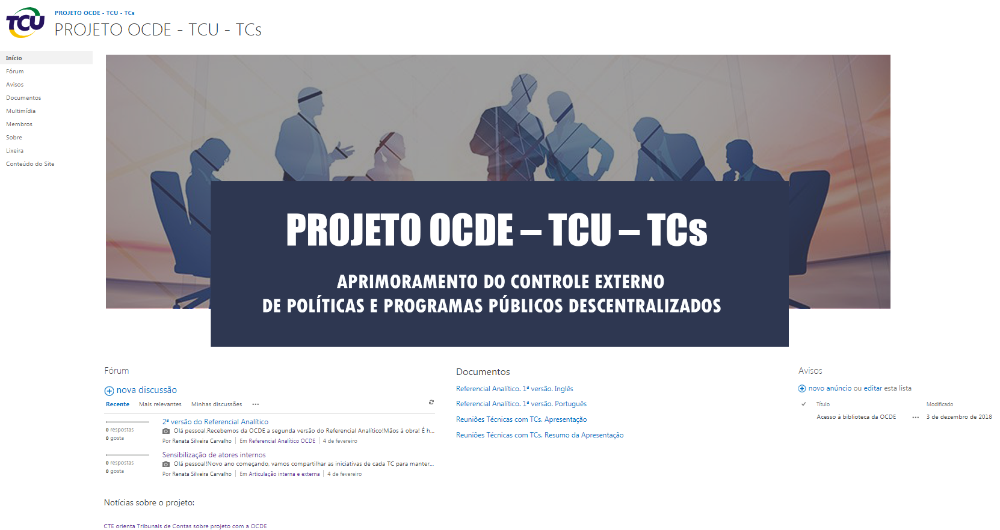 TCU
PROJETO OCDE - TCU - TCs
PROJETO OCDE - TCU - TCs
Início
Fórum
Avisos
Documentos
Multimídia
Membros
Sobre
Lixeira
Conteúdo do Site
PROJETO OCDE – TCU – TCs
APRIMORAMENTO DO CONTROLE EXTERNO
DE POLÍTICAS E PROGRAMAS PÚBLICOS DESCENTRALIZADOS
Fórum
nova discussão
Recente Mais relevantes Minhas discussões ...
0 respostas
0 gosta
2ª versão do Referencial Analítico
Olá pessoal,Recebemos da OCDE a segunda versão do Referencial Analítico!Mãos à obra! É h...
Por Renata Silveira Carvalho | Em Referencial Analítico OCDE | 4 de fevereiro
0 respostas
0 gosta
Sensibilização de atores internos
Olá pessoal!Novo ano começando, vamos compartilhar as iniciativas de cada TC para manter...
Por Renata Silveira Carvalho | Em Articulação interna e externa | 4 de fevereiro
Notícias sobre o projeto:
CTE orienta Tribunais de Contas sobre projeto com a OCDE
Documentos
Referencial Analítico. 1ª versão. Inglês
Referencial Analítico. 1ª versão. Português
Reuniões Técnicas com TCs. Apresentação
Reuniões Técnicas com TCs. Resumo da Apresentação
Avisos
novo anúncio ou editar esta lista
Título Modificado
Acesso à biblioteca da OCDE ... 3 de dezembro de 2018